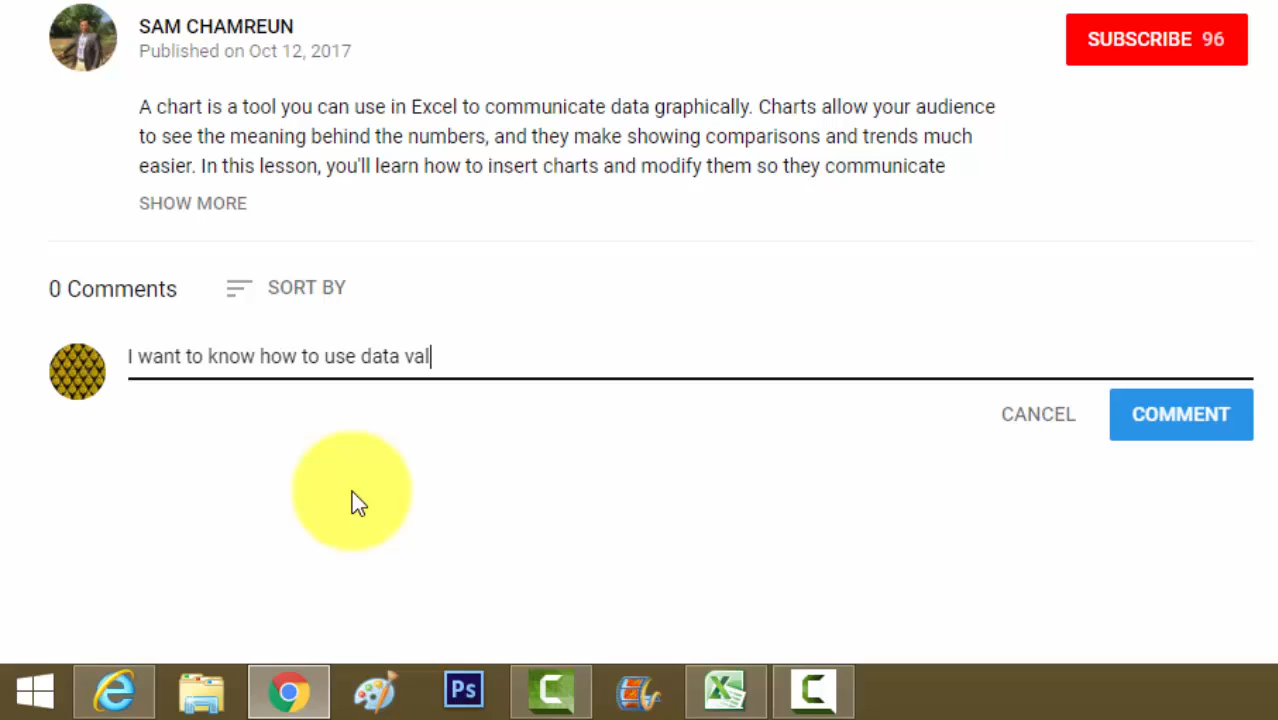 SAM CHAMREUN
Published on Oct 12, 2017
SUBSCRIBE 96
A chart is a tool you can use in Excel to communicate data graphically. Charts allow your audience
to see the meaning behind the numbers, and they make showing comparisons and trends much
easier. In this lesson, you'll learn how to insert charts and modify them so they communicate
SHOW MORE
0 Comments
SORT BY
I want to know how to use data val
CANCEL
COMMENT
Ps